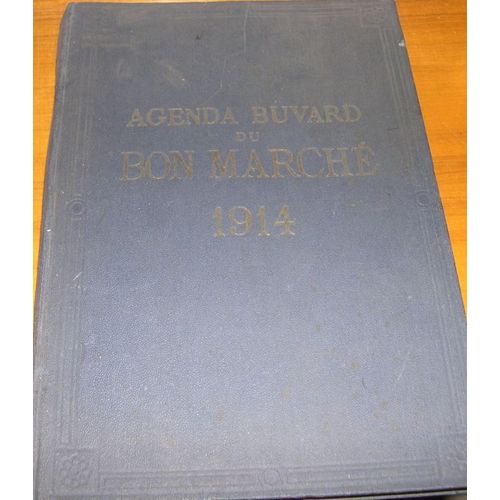 AGENDA BUVARD
DU
BON MARCHÉ
1914